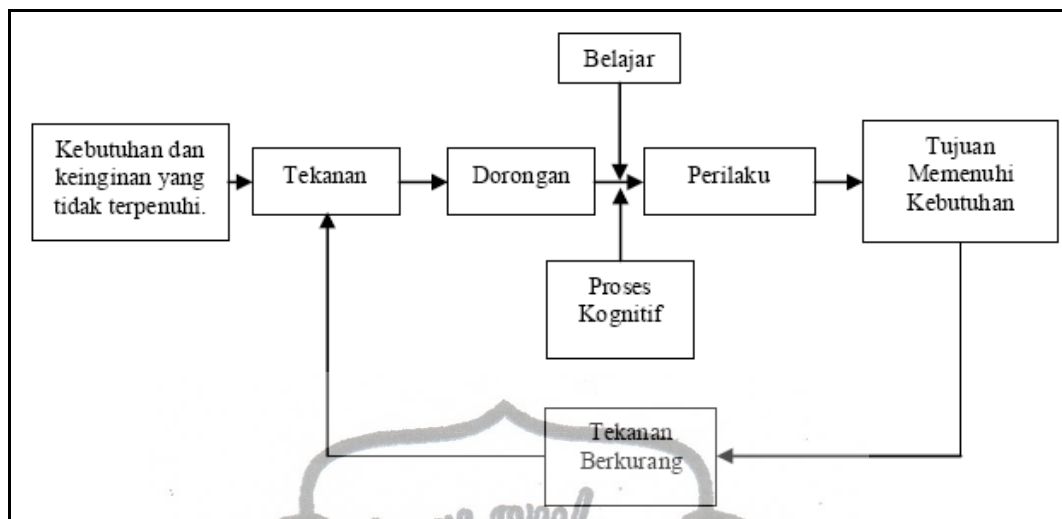 Belajar
Kebutuhan dan
keinginan yang
tidak terpenuhi.
Tekanan
Dorongan
Perilaku
Tujuan
Memenuhi
Kebutuhan
Proses
Kognitif
Tekanan
Berkurang